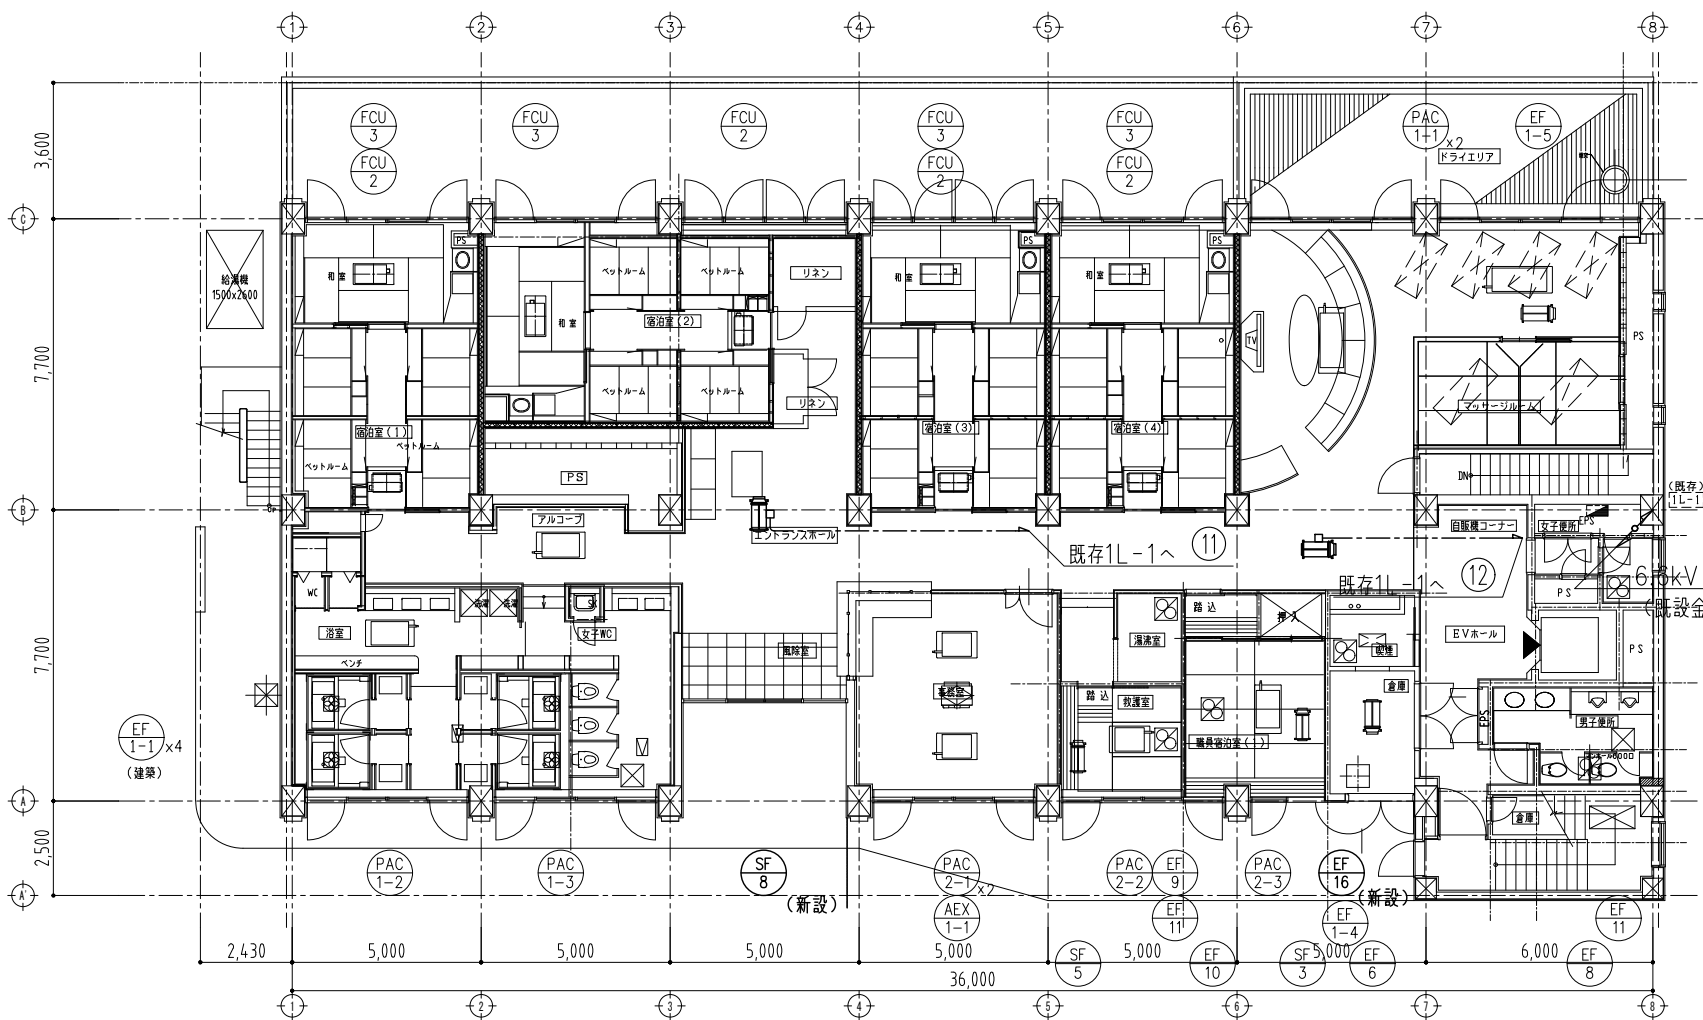 1
2
3
4
5
6
7
8
3,600
7,700
7,700
2,500
C
B
A
A'
FCU
3
FCU
2
FCU
3
FCU
2
FCU
3
FCU
2
FCU
3
FCU
2
PAC
1-1
x2
EF
1-5
ドライエリア
給湯機
1500x2600
和室
PS
和室
ベットルーム
ベットルーム
リネン
宿泊室(2)
ベットルーム
ベットルーム
リネン
和室
PS
和室
PS
TV
PS
マッサージルーム
宿泊室(1)
ベットルーム
ベットルーム
宿泊室(3)
宿泊室(4)
PS
DN
(既存)
1L-1
アルコーブ
エントランスホール
既存1L-1へ
11
自販機コーナー
女子便所
EPS
既存1L-1へ
12
6.6kV
PS
WC
浴室
洗濯
洗濯
SK
女子WC
ベンチ
風除室
事務室
湯沸室
踏込
押入
喫煙
倉庫
EVホール
PS
踏込
救護室
職員宿泊室(1)
EPS
男子便所
倉庫
EF
1-1
x4
(建築)
PAC
1-2
PAC
1-3
SF
8
(新設)
PAC
2-1
x2
AEX
1-1
PAC
2-2
EF
9
EF
11
PAC
2-3
EF
16
(新設)
EF
1-4
EF
11
2,430
5,000
5,000
5,000
5,000
5,000
5,000
6,000
SF
5
EF
10
SF
3
EF
6
EF
8
36,000
1
2
3
4
5
6
7
8